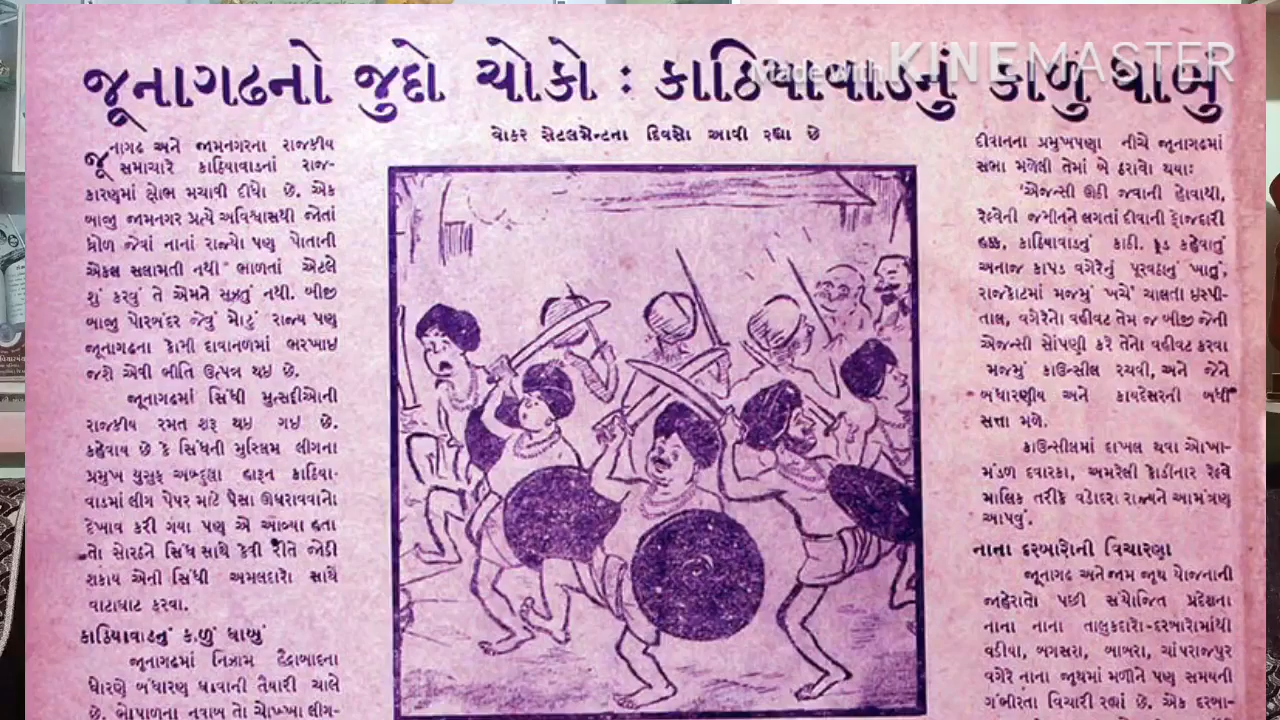 Made with KINEMASTER
જૂનાગઢનો જુદો ચોકો : કાઠિયાવાડનું કાળું ધાબું
વોકર સેટલમેન્ટના દિવસો આવી રહ્યા છે
જૂનાગઢ અને જામનગરના રાજકીય
સમાચારે કાઠિયાવાડનાં રાજ-
કારણમાં ક્ષોભ મચાવી દીધો છે. એક
બાજુ જામનગર પ્રત્યે અવિશ્વાસથી જોતાં
ધ્રોળ જેવાં નાનાં રાજ્યો પણ પોતાની
એકલ સલામતી નથી ભાળતાં એટલે
શું કરવું તે એમને સૂઝતું નથી. બીજી
બાજુ પોરબંદર જેવું મોટું રાજ્ય પણ
જૂનાગઢના કોમી દાવાનળમાં ભરખાઇ
જશે એવી ભીતિ ઉત્પન્ન થઇ છે.
જૂનાગઢમાં સિંધી મુત્સદ્દીઓની
રાજકીય રમત શરૂ થઇ ગઇ છે.
કહેવાય છે કે સિંધની મુસ્લિમ લીગના
પ્રમુખ યુસુફ અબ્દુલા હારૂન કાઠિયા-
વાડમાં લીગ પેપર માટે પૈસા ઊઘરાવવાનો
દેખાવ કરી ગયા પણ એ આવ્યા હતા
તો સોરઠને સિંધ સાથે કેવી રીતે જોડી
શકાય એની સિંધી અમલદારો સાથે
વાટાઘાટ કરવા.
કાઠિયાવાડનું કાળું ધાબું
જૂનાગઢમાં નિઝામ હૈદ્રાબાદના
ધોરણે બંધારણ ઘડવાની તૈયારી ચાલે
છે. ભોપાળના નવાબ તો ચોખ્ખા લીગ-
દીવાનના પ્રમુખપણા નીચે જૂનાગઢમાં
સભા મળેલી તેમાં બે ઠરાવો થયા:
'એજન્સી ઊઠી જવાની હોવાથી,
રેલ્વેની જમીનને લગતાં દીવાની ફોજદારી
હક્ક, કાઠિયાવાડનું કાઠી. ફુડ કહેવાતું
અનાજ કાપડ વગેરેનું પૂરવઠાનું ખાતું,
રાજકોટમાં મજમું ખર્ચે ચાલતી ઇસ્પી-
તાલ, વગેરેનો વહીવટ તેમ જ બીજી જેની
એજન્સી સોંપણી કરે તેનો વહીવટ કરવા
મજમું કાઉન્સીલ રચવી, અને જેને
બંધારણીય અને કાયદેસરની બધી
સત્તા મળે.
કાઉન્સીલમાં દાખલ થવા ઓખા-
મંડળ દ્વારકા, અમરેલી કોડીનાર રેલ્વે
માલિક તરીકે વડોદરા રાજ્યને આમંત્રણ
આપવું.
નાના દરબારોની વિચારણા
જૂનાગઢ અને જામ જૂથ યોજનાની
જાહેરાતો પછી સંયોજિત પ્રદેશના
નાના નાના તાલુકદારો-દરબારોમાંથી
વડીયા, બગસરા, બાબરા, ચાંપરાજપુર
વગેરે નાના જૂથમાં મળીને પણ સમયની
ગંભીરતા વિચારી રહ્યાં છે. એક દરબા-